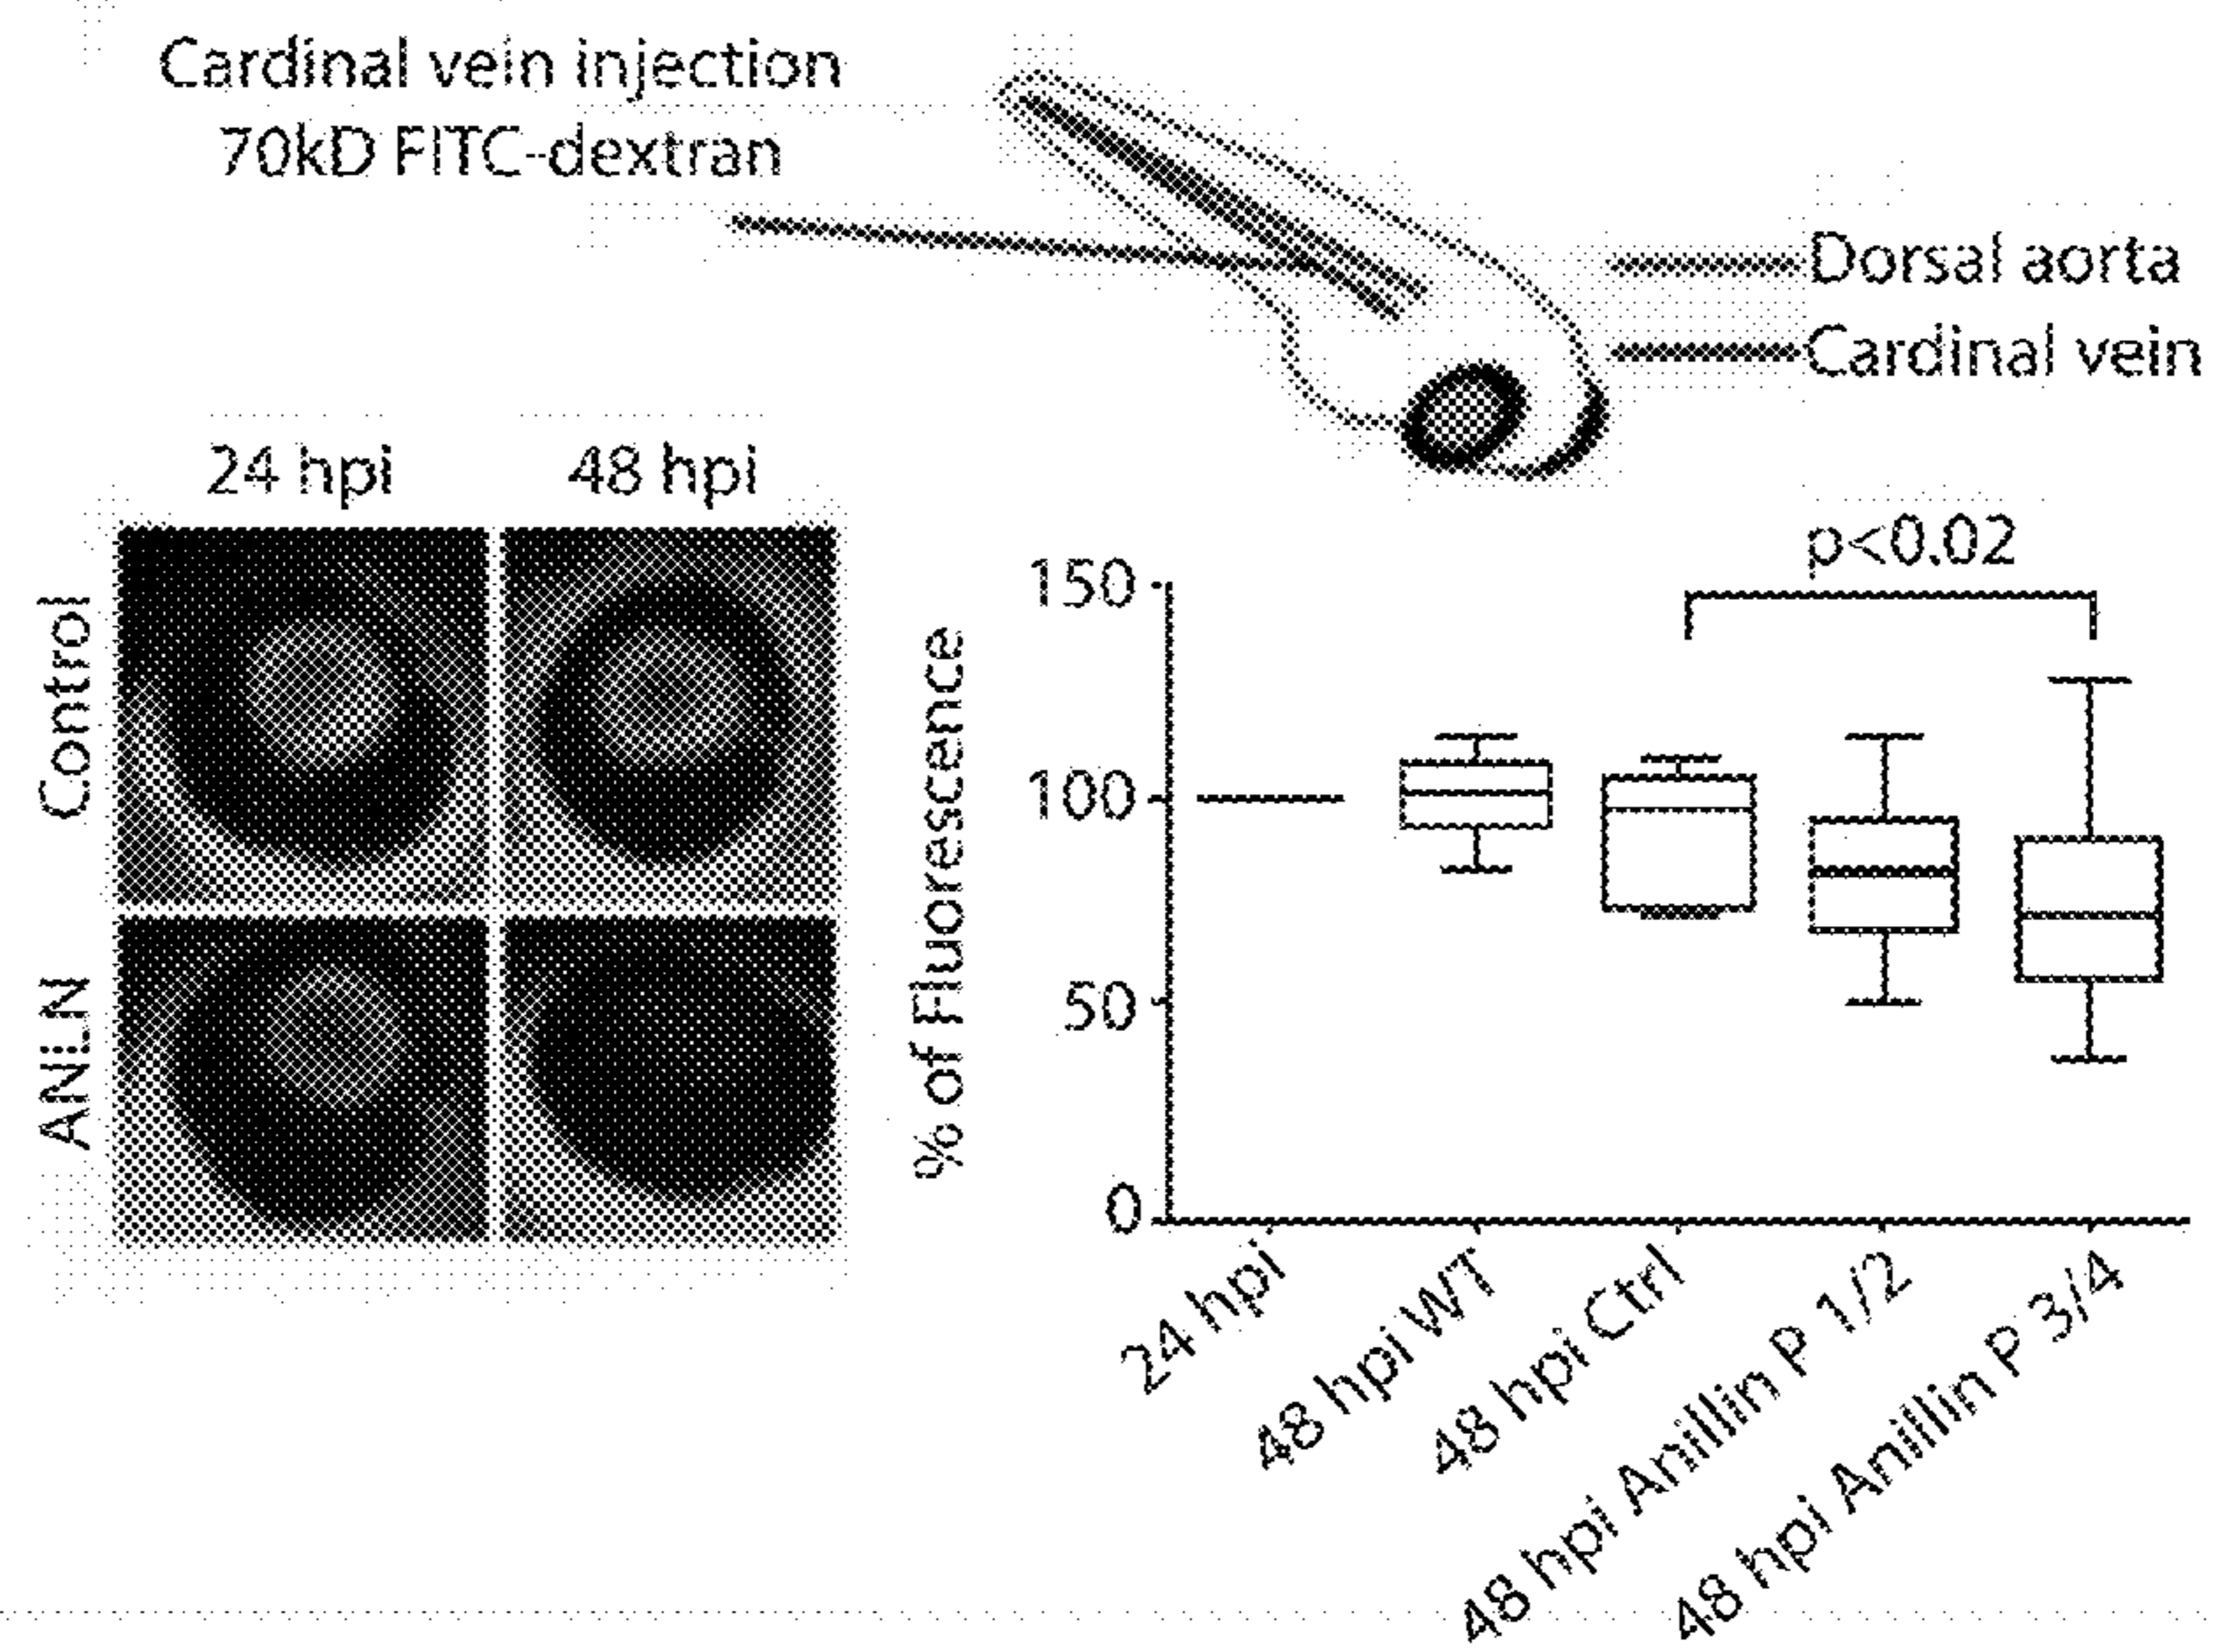 Cardinal vein injection
70kD FITC-dextran
Dorsal aorta
Cardinal vein
24 hpi
48 hpi
Control
ANLN
p<0.02
% of Fluorescence
150
100
50
0
24 hpi
48 hpi WT
48 hpi Ctrl
48 hpi Anillin P 1/2
48 hpi Anillin P 3/4